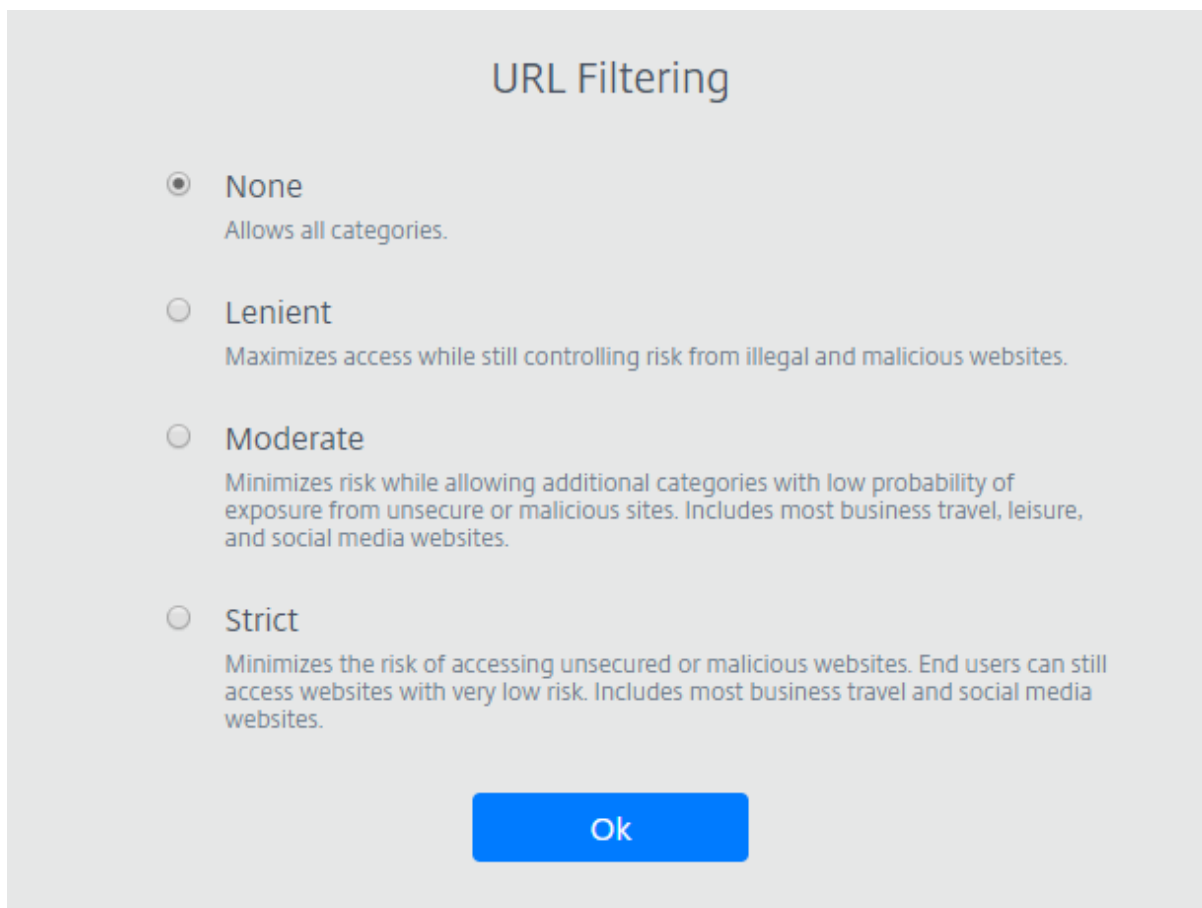 URL Filtering
None
Allows all categories.
Lenient
Maximizes access while still controlling risk from illegal and malicious websites.
Moderate
Minimizes risk while allowing additional categories with low probability of
exposure from unsecure or malicious sites. Includes most business travel, leisure,
and social media websites.
Strict
Minimizes the risk of accessing unsecured or malicious websites. End users can still
access websites with very low risk. Includes most business travel and social media
websites.
Ok